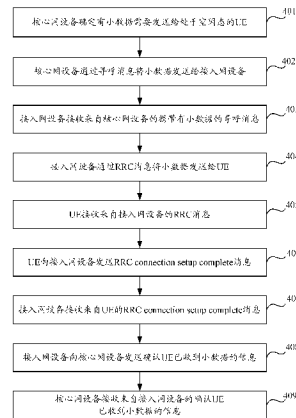 核心网设备确定有小数据需要发送给处于空闲态的UE
401
核心网设备通过寻呼消息将小数据发送给接入网设备
402
接入网设备接收来自核心网设备的携带有小数据的寻呼消息
40
接入网设备通过RRC消息将小数据发送给UE
40
UE接收来自接入网设备的RRC消息
40
UE向接入网设备发送RRC connection setup complete消息
40
接入网设备接收来自UE的RRC connection setup complete消息
40
接入网设备向核心网设备发送确认UE已收到小数据的信息
40
核心网设备接收来自接入网设备的确认UE
已收到小数据的信息
409